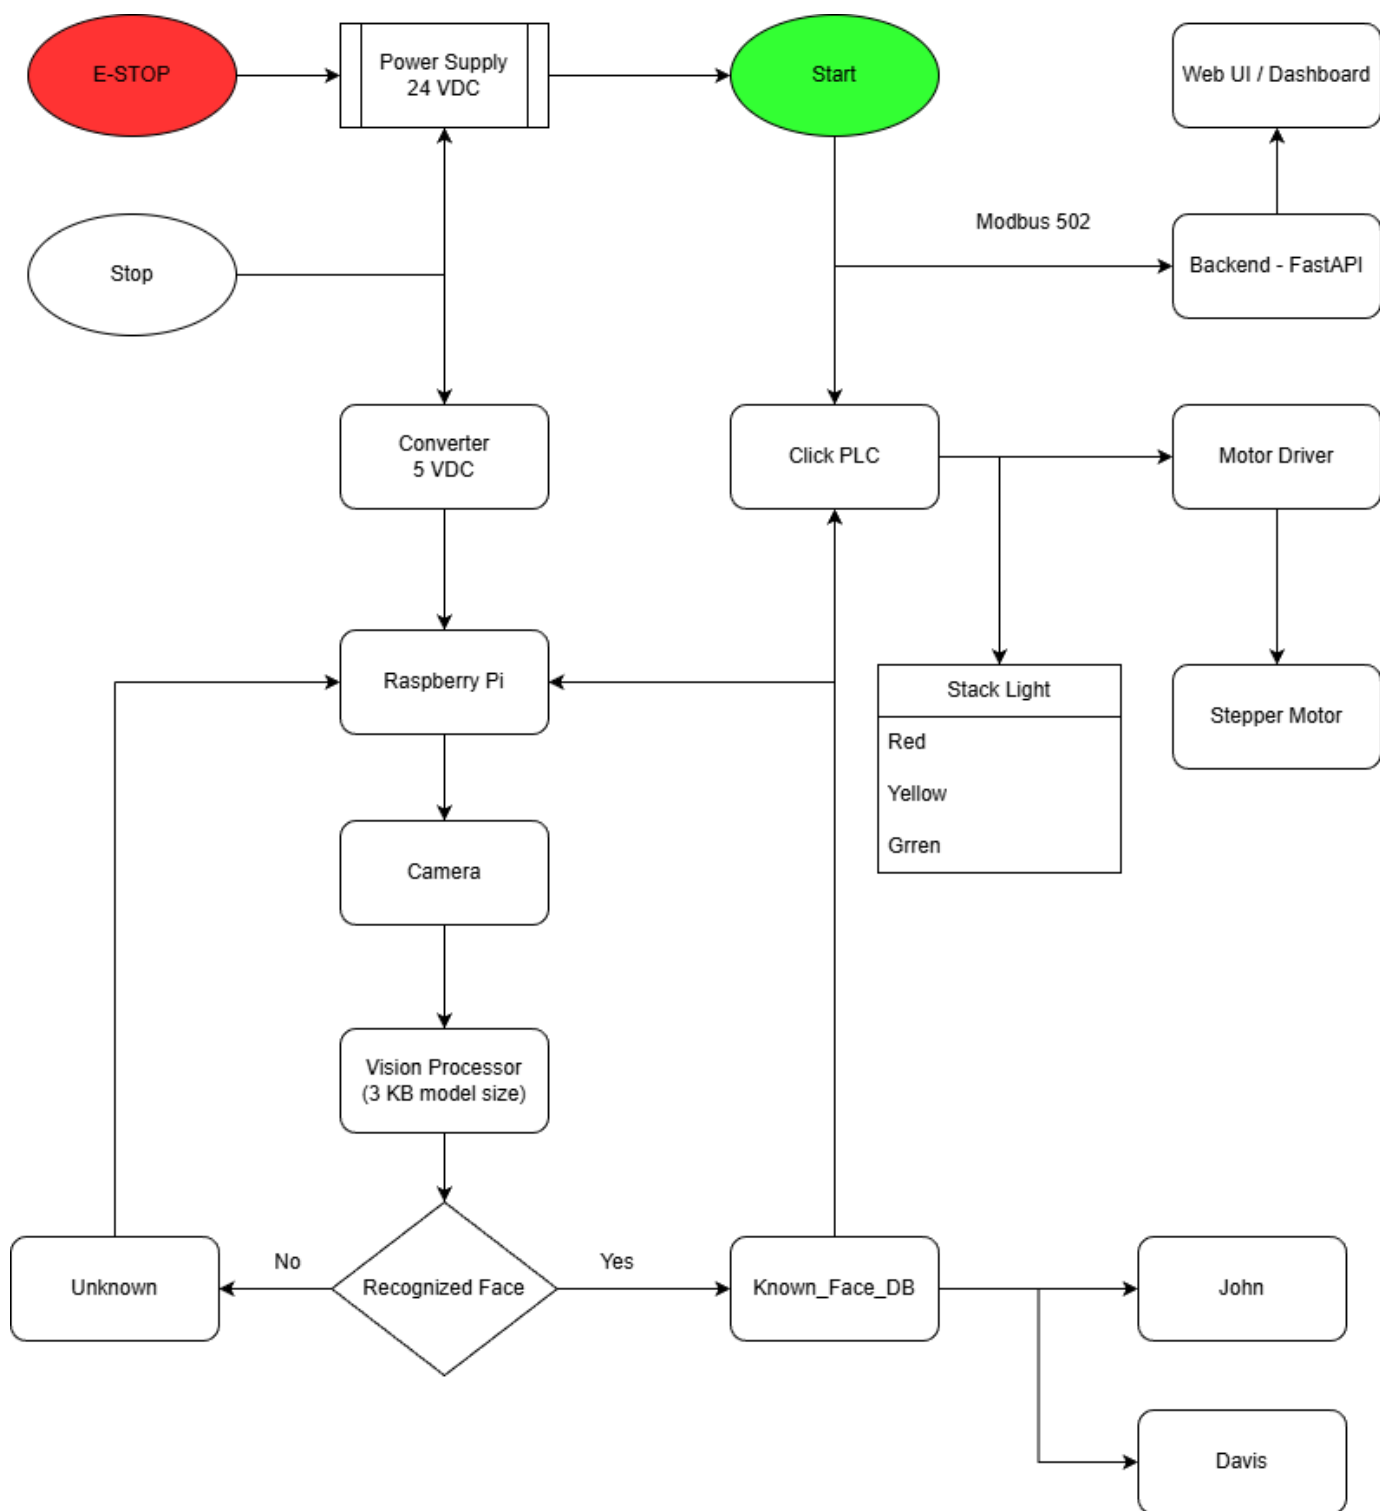 E-STOP
Power Supply
24 VDC
Start
Web UI / Dashboard
Modbus 502
Stop
Backend - FastAPI
Converter
5 VDC
Click PLC
Motor Driver
Raspberry Pi
Stack Light
Red
Yellow
Grren
Stepper Motor
Camera
Vision Processor
(3 KB model size)
No
Yes
Unknown
Recognized Face
Known_Face_DB
John
Davis